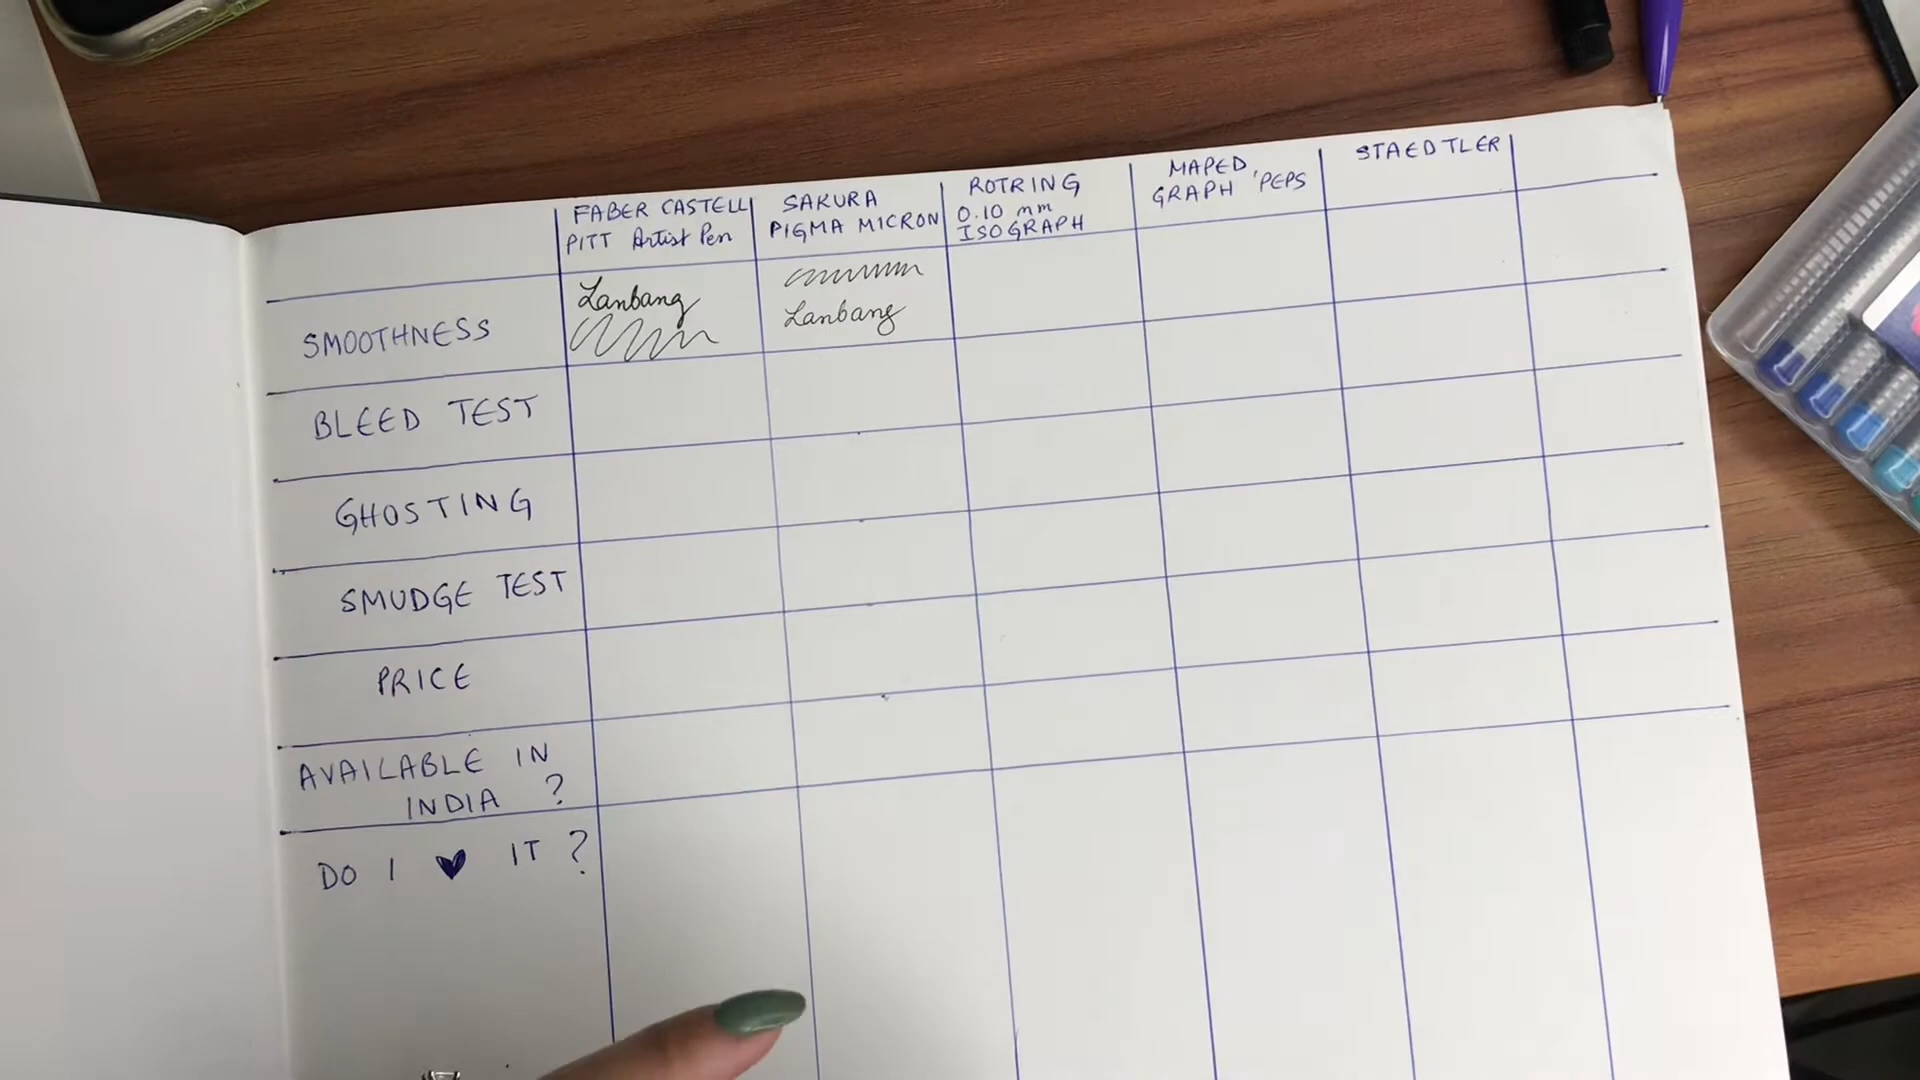 FABER CASTELL
PITT Artist Pen
SAKURA
PIGMA MICRON
ROTRING
0.10 mm
ISOGRAPH
MAPED
GRAPH 'PEPS
STAEDTLER
SMOOTHNESS
Lanbang
Lanbang
BLEED TEST
GHOSTING
SMUDGE TEST
PRICE
AVAILABLE IN
INDIA ?
DO I ♥ IT ?